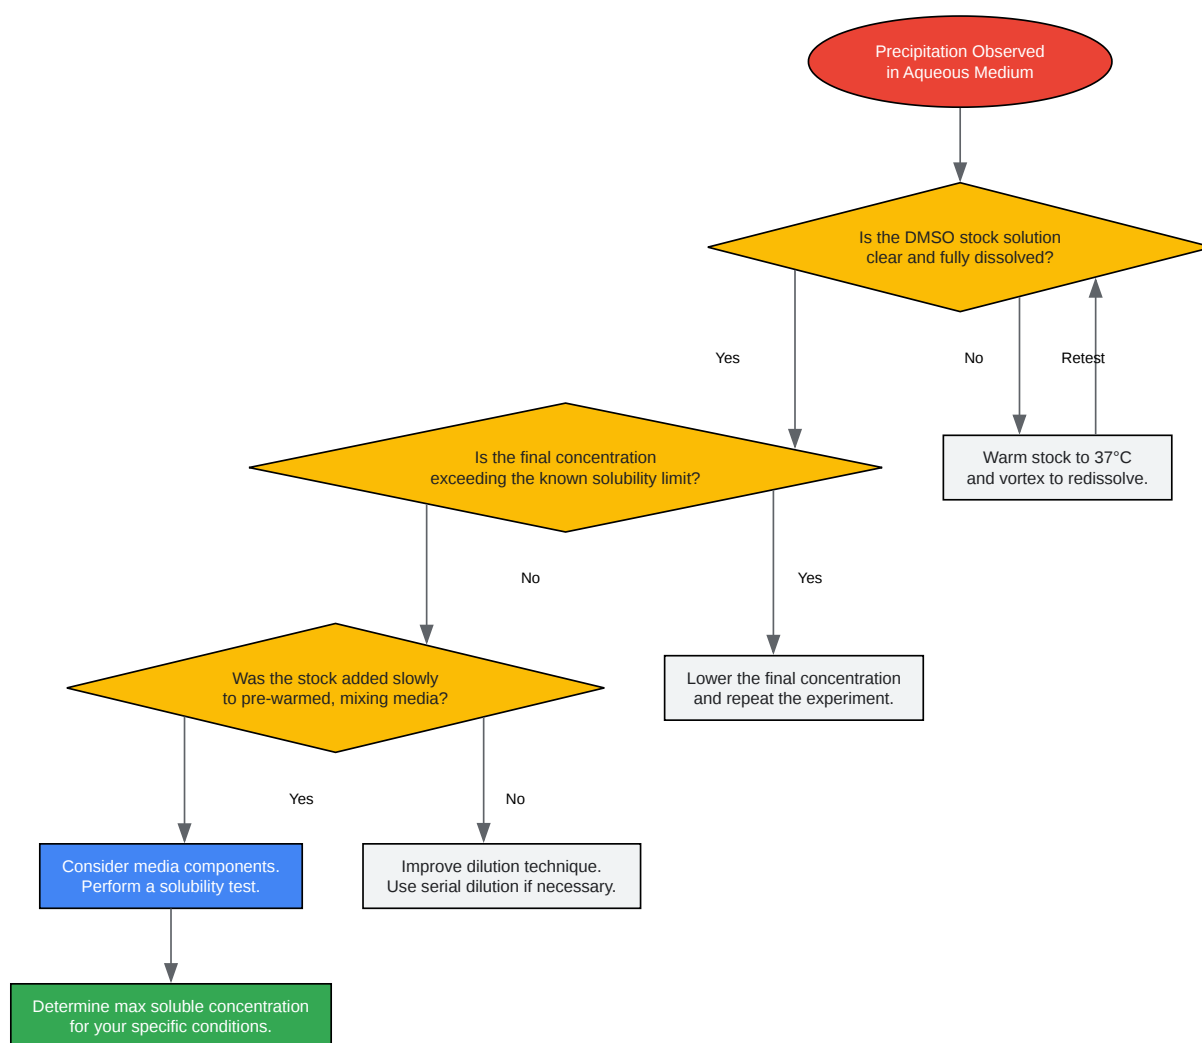 Precipitation Observed
in Aqueous Medium
Is the DMSO stock solution
clear and fully dissolved?
Yes
No
Retest
Is the final concentration
exceeding the known solubility limit?
Warm stock to 37°C
and vortex to redissolve.
No
Yes
Was the stock added slowly
to pre-warmed, mixing media?
Lower the final concentration
and repeat the experiment.
Yes
No
Consider media components.
Perform a solubility test.
Improve dilution technique.
Use serial dilution if necessary.
Determine max soluble concentration
for your specific conditions.